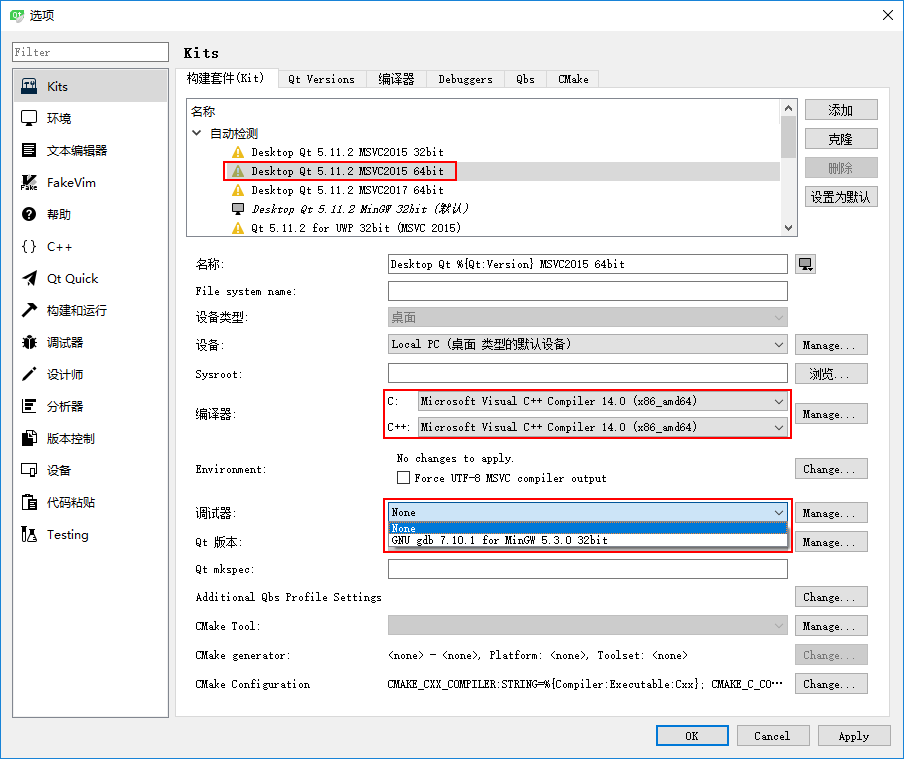 选项
Filter
Kits
环境
文本编辑器
FakeVim
帮助
{} C++
Qt Quick
构建和运行
调试器
设计师
分析器
版本控制
设备
代码粘贴
Testing
Kits
构建套件(Kit) Qt Versions 编译器 Debuggers Qbs CMake
名称
自动检测
Desktop Qt 5.11.2 MSVC2015 32bit
Desktop Qt 5.11.2 MSVC2015 64bit
Desktop Qt 5.11.2 MSVC2017 64bit
Desktop Qt 5.11.2 MinGW 32bit (默认)
Qt 5.11.2 for UWP 32bit (MSVC 2015)
添加
克隆
删除
设置为默认
名称: Desktop Qt %{Qt:Version} MSVC2015 64bit
File system name:
设备类型: 桌面
设备: Local PC (桌面 类型的默认设备) Manage...
Sysroot: 浏览...
编译器: C: Microsoft Visual C++ Compiler 14.0 (x86_amd64)
C++: Microsoft Visual C++ Compiler 14.0 (x86_amd64) Manage...
Environment: No changes to apply.
Force UTF-8 MSVC compiler output Change...
调试器: None Manage...
None
GNU gdb 7.10.1 for MinGW 5.3.0 32bit
Qt 版本: Manage...
Qt mkspec:
Additional Qbs Profile Settings Change...
CMake Tool: Manage...
CMake generator: <none> - <none>, Platform: <none>, Toolset: <none> Change...
CMake Configuration CMAKE_CXX_COMPILER:STRING=%{Compiler:Executable:Cxx}; CMAKE_C_CO... Change...
OK Cancel Apply